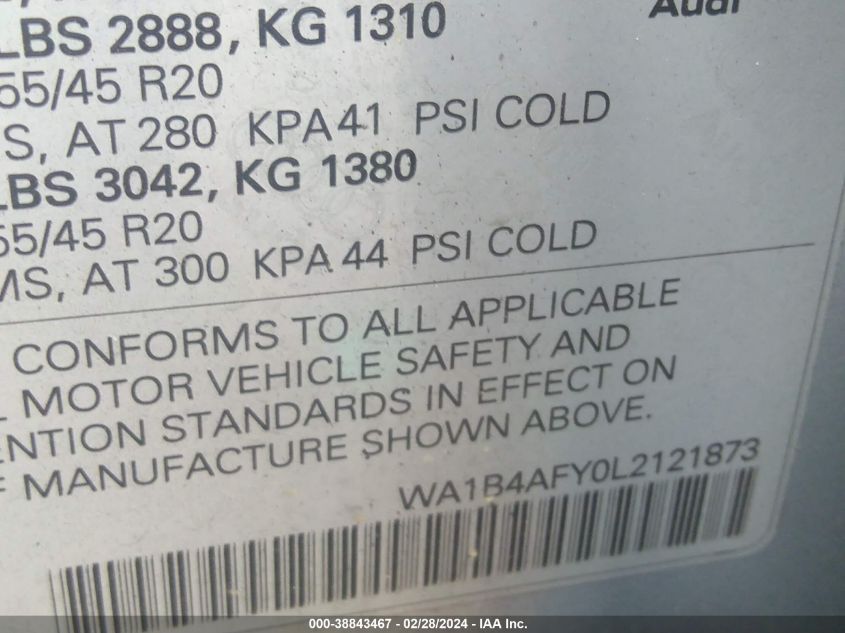 Audi
LBS 2888, KG 1310
55/45 R20
S, AT 280 KPA 41 PSI COLD
LBS 3042, KG 1380
55/45 R20
MS, AT 300 KPA 44 PSI COLD
CONFORMS TO ALL APPLICABLE
L MOTOR VEHICLE SAFETY AND
ENTION STANDARDS IN EFFECT ON
F MANUFACTURE SHOWN ABOVE.
WA1B4AFY0L2121873
000-38843467 - 02/28/2024 - IAA Inc.